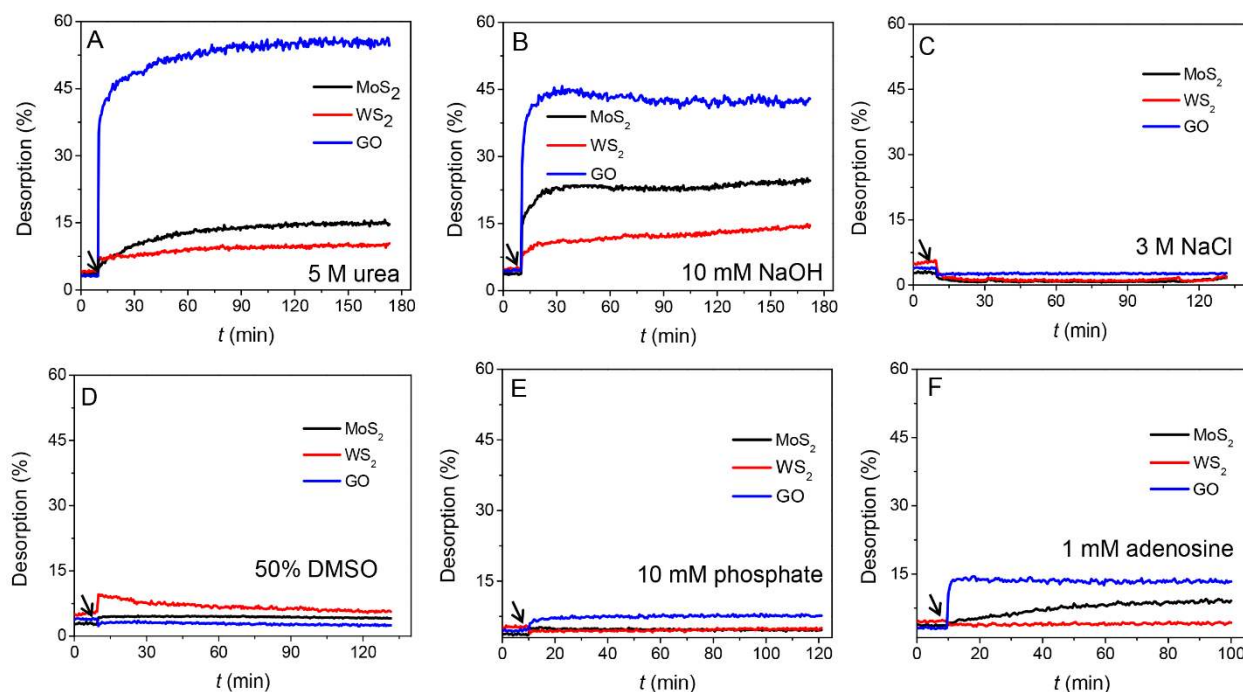 A
60
45
30
15
0
Desorption (%)
MoS2
WS2
GO
5 M urea
0 30 60 90 120 150 180
t (min)
B
60
45
30
15
0
Desorption (%)
MoS2
WS2
GO
10 mM NaOH
0 30 60 90 120 150 180
t (min)
C
60
45
30
15
0
Desorption (%)
MoS2
WS2
GO
3 M NaCl
0 30 60 90 120
t (min)
D
60
45
30
15
0
Desorption (%)
MoS2
WS2
GO
50% DMSO
0 30 60 90 120
t (min)
E
60
45
30
15
0
Desorption (%)
MoS2
WS2
GO
10 mM phosphate
0 30 60 90 120
t (min)
F
60
45
30
15
Desorption (%)
MoS2
WS2
GO
1 mM adenosine
0 20 40 60 80 100
t (min)